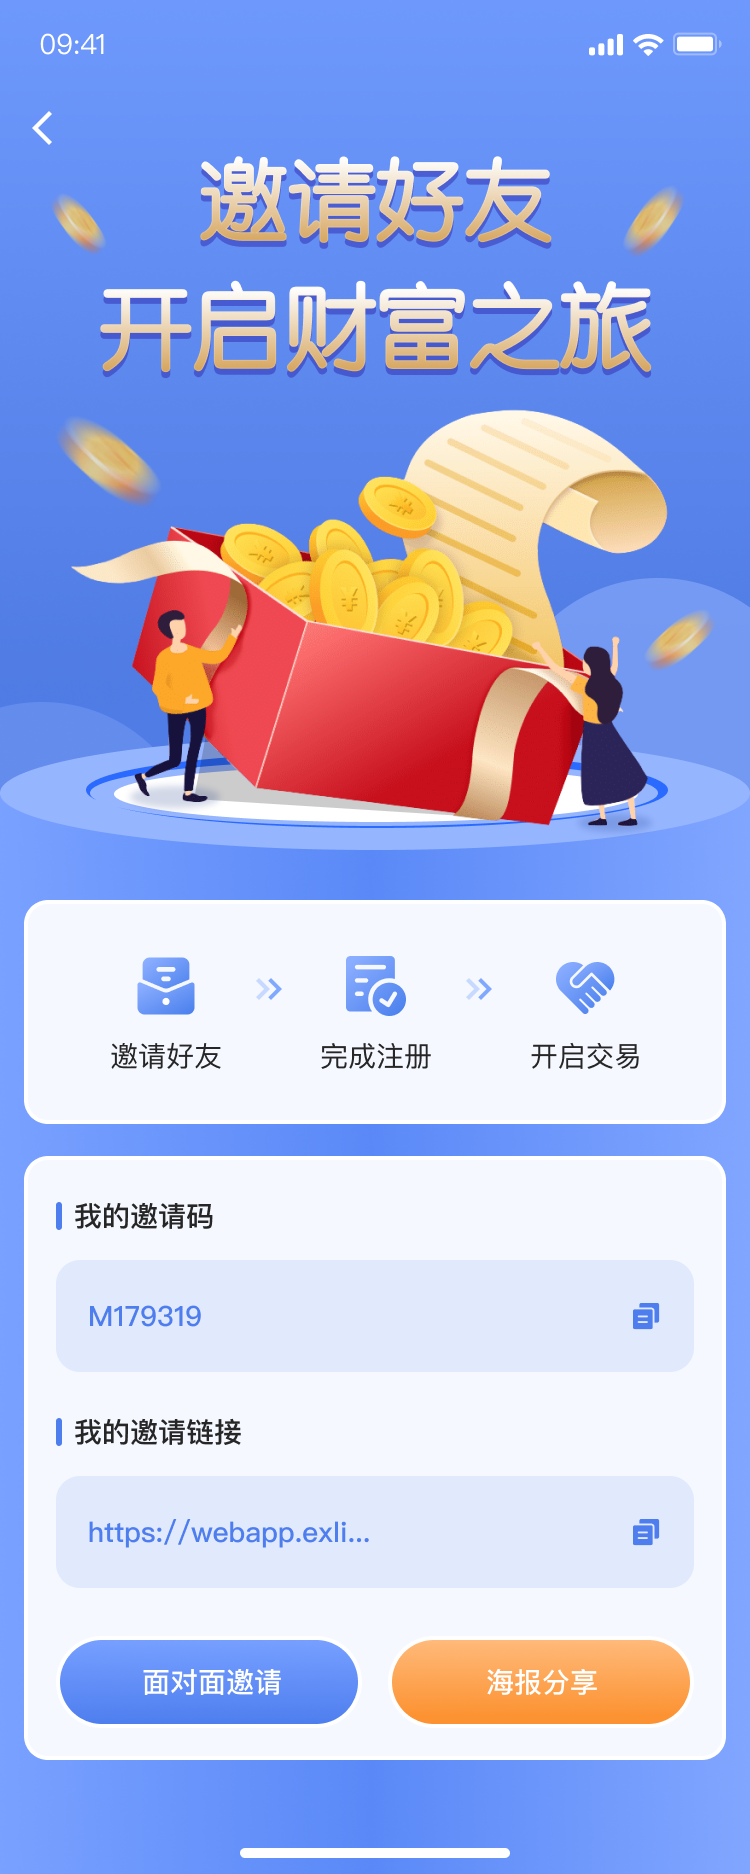 09:41
邀请好友
开启财富之旅
邀请好友
完成注册
开启交易
我的邀请码
M179319
我的邀请链接
https://webapp.exli...
面对面邀请
海报分享